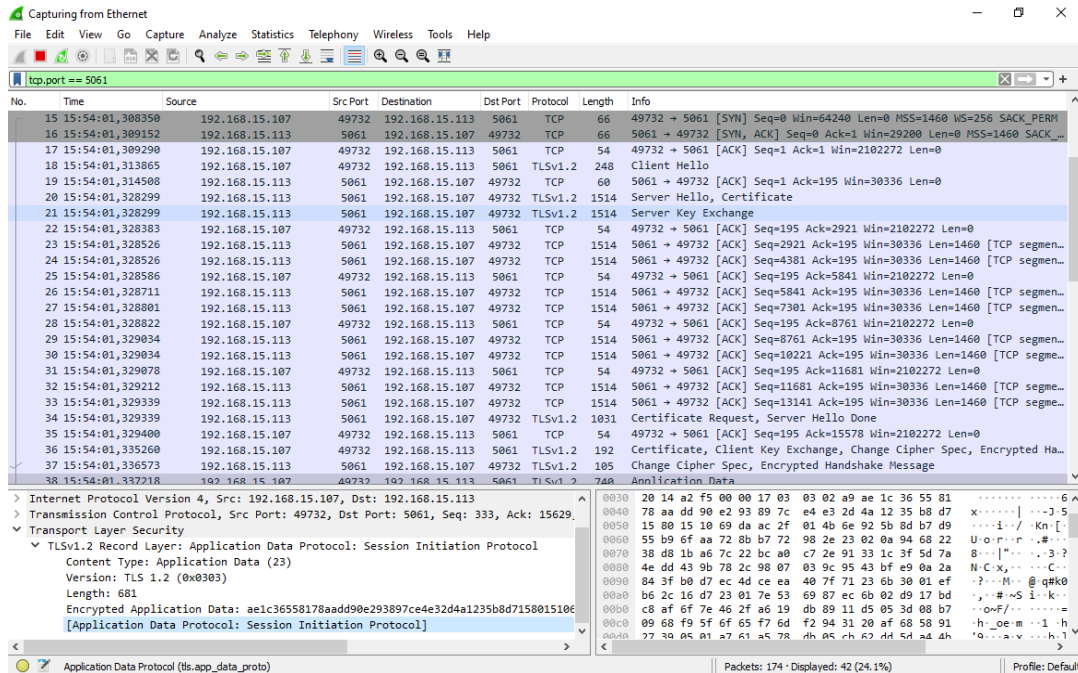 Capturing from Ethernet
File Edit View Go Capture Analyze Statistics Telephony Wireless Tools Help
tcp.port == 5061
No. Time Source Src Port Destination Dst Port Protocol Length Info
15 15:54:01,308350 192.168.15.107 49732 192.168.15.113 5061 TCP 66 49732 → 5061 [SYN] Seq=0 Win=64240 Len=0 MSS=1460 WS=256 SACK_PERM
16 15:54:01,309152 192.168.15.113 5061 192.168.15.107 49732 TCP 66 5061 → 49732 [SYN, ACK] Seq=0 Ack=1 Win=29200 Len=0 MSS=1460 SACK_…
17 15:54:01,309290 192.168.15.107 49732 192.168.15.113 5061 TCP 54 49732 → 5061 [ACK] Seq=1 Ack=1 Win=2102272 Len=0
18 15:54:01,313865 192.168.15.107 49732 192.168.15.113 5061 TLSv1.2 248 Client Hello
19 15:54:01,314508 192.168.15.113 5061 192.168.15.107 49732 TCP 60 5061 → 49732 [ACK] Seq=1 Ack=195 Win=30336 Len=0
20 15:54:01,328299 192.168.15.113 5061 192.168.15.107 49732 TLSv1.2 1514 Server Hello, Certificate
21 15:54:01,328299 192.168.15.113 5061 192.168.15.107 49732 TLSv1.2 1514 Server Key Exchange
22 15:54:01,328383 192.168.15.107 49732 192.168.15.113 5061 TCP 54 49732 → 5061 [ACK] Seq=195 Ack=2921 Win=2102272 Len=0
23 15:54:01,328526 192.168.15.113 5061 192.168.15.107 49732 TCP 1514 5061 → 49732 [ACK] Seq=2921 Ack=195 Win=30336 Len=1460 [TCP segmen…
24 15:54:01,328526 192.168.15.113 5061 192.168.15.107 49732 TCP 1514 5061 → 49732 [ACK] Seq=4381 Ack=195 Win=30336 Len=1460 [TCP segmen…
25 15:54:01,328586 192.168.15.107 49732 192.168.15.113 5061 TCP 54 49732 → 5061 [ACK] Seq=195 Ack=5841 Win=2102272 Len=0
26 15:54:01,328711 192.168.15.113 5061 192.168.15.107 49732 TCP 1514 5061 → 49732 [ACK] Seq=5841 Ack=195 Win=30336 Len=1460 [TCP segmen…
27 15:54:01,328801 192.168.15.113 5061 192.168.15.107 49732 TCP 1514 5061 → 49732 [ACK] Seq=7301 Ack=195 Win=30336 Len=1460 [TCP segmen…
28 15:54:01,328822 192.168.15.107 49732 192.168.15.113 5061 TCP 54 49732 → 5061 [ACK] Seq=195 Ack=8761 Win=2102272 Len=0
29 15:54:01,329034 192.168.15.113 5061 192.168.15.107 49732 TCP 1514 5061 → 49732 [ACK] Seq=8761 Ack=195 Win=30336 Len=1460 [TCP segmen…
30 15:54:01,329034 192.168.15.113 5061 192.168.15.107 49732 TCP 1514 5061 → 49732 [ACK] Seq=10221 Ack=195 Win=30336 Len=1460 [TCP segme…
31 15:54:01,329078 192.168.15.107 49732 192.168.15.113 5061 TCP 54 49732 → 5061 [ACK] Seq=195 Ack=11681 Win=2102272 Len=0
32 15:54:01,329212 192.168.15.113 5061 192.168.15.107 49732 TCP 1514 5061 → 49732 [ACK] Seq=11681 Ack=195 Win=30336 Len=1460 [TCP segme…
33 15:54:01,329339 192.168.15.113 5061 192.168.15.107 49732 TCP 1514 5061 → 49732 [ACK] Seq=13141 Ack=195 Win=30336 Len=1460 [TCP segme…
34 15:54:01,329339 192.168.15.113 5061 192.168.15.107 49732 TLSv1.2 1031 Certificate Request, Server Hello Done
35 15:54:01,329400 192.168.15.107 49732 192.168.15.113 5061 TCP 54 49732 → 5061 [ACK] Seq=195 Ack=15578 Win=2102272 Len=0
36 15:54:01,335260 192.168.15.107 49732 192.168.15.113 5061 TLSv1.2 192 Certificate, Client Key Exchange, Change Cipher Spec, Encrypted Ha…
37 15:54:01,336573 192.168.15.113 5061 192.168.15.107 49732 TLSv1.2 105 Change Cipher Spec, Encrypted Handshake Message
38 15:54:01,337218 192.168.15.107 49732 192.168.15.113 5061 TLSv1.2 740 Application Data
Internet Protocol Version 4, Src: 192.168.15.107, Dst: 192.168.15.113
Transmission Control Protocol, Src Port: 49732, Dst Port: 5061, Seq: 333, Ack: 15629,
Transport Layer Security
TLSv1.2 Record Layer: Application Data Protocol: Session Initiation Protocol
Content Type: Application Data (23)
Version: TLS 1.2 (0x0303)
Length: 681
Encrypted Application Data: ae1c36558178aadd90e293897ce4e32d4a1235b8d7158015106
[Application Data Protocol: Session Initiation Protocol]
0030 20 14 a2 f5 00 00 17 03 03 02 a9 ae 1c 36 55 81
0040 78 aa dd 90 e2 93 89 7c e4 e3 2d 4a 12 35 b8 d7
0050 15 80 15 10 69 da ac 2f 01 4b 6e 92 5b 8d b7 d9
0060 55 b9 6f aa 72 8b b7 72 98 2e 23 02 0a 94 68 22
0070 38 d8 1b a6 7c 22 bc a0 c7 2e 91 33 1c 3f 5d 7a
0080 4e dd 43 9b 78 2c 98 07 03 9c 95 43 bf e9 0a 2a
0090 84 3f b0 d7 ec 4d ce ea 40 7f 71 23 6b 30 01 ef
00a0 b6 2c 16 d7 23 01 7e 53 69 87 ec 6b 02 d9 17 bd
00b0 c8 af 6f 7e 46 2f a6 19 db 89 11 d5 05 3d 08 b7
00c0 09 68 f9 5f 6f 65 f7 6d f2 94 31 20 af 68 58 91
00d0 27 39 05 01 a7 61 a5 78 db 05 cb 62 dd 5d a4 4b
Application Data Protocol (tls.app_data_proto)
Packets: 174 · Displayed: 42 (24.1%)
Profile: Default